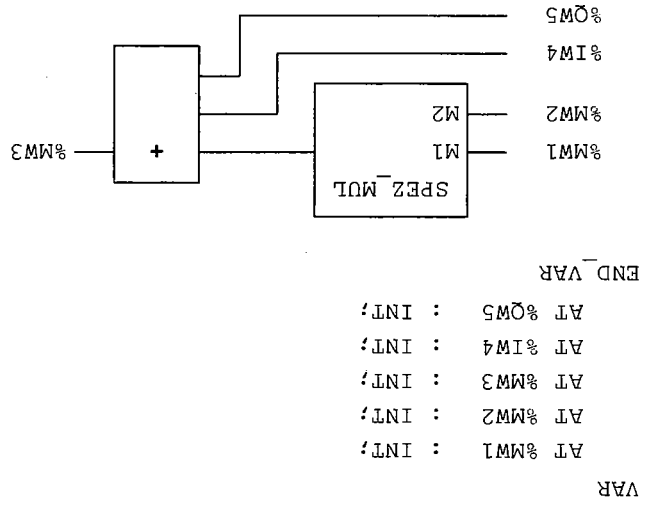 VAR
AT %MW1 : INT;
AT %MW2 : INT;
AT %MW3 : INT;
AT %IW4 : INT;
AT %QW5 : INT;
END_VAR
SPEZ_MUL
%MW1 M1 + %MW3
%MW2 M2
%IW4
%QW5